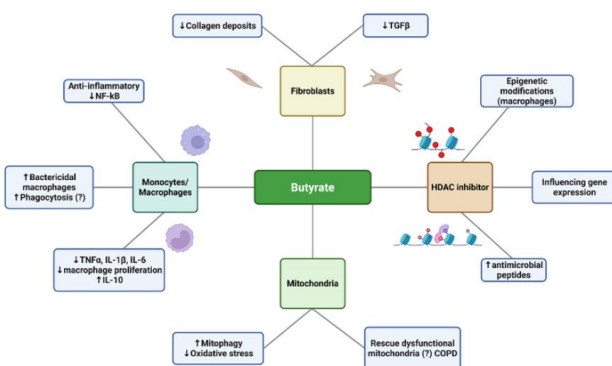 ↓Collagen deposits
↓TGFβ
Anti-inflammatory
↓NF-kB
Fibroblasts
Epigenetic
modifications
(macrophages)
↑Bactericidal
macrophages
↑Phagocytosis (?)
Monocytes/
Macrophages
Butyrate
HDAC inhibitor
Influencing gene
expression
↓TNFα, IL-1β, IL-6
↓macrophage proliferation
↑IL-10
Mitochondria
↑antimicrobial
peptides
↑Mitophagy
↓Oxidative stress
Rescue dysfunctional
mitochondria (?) COPD